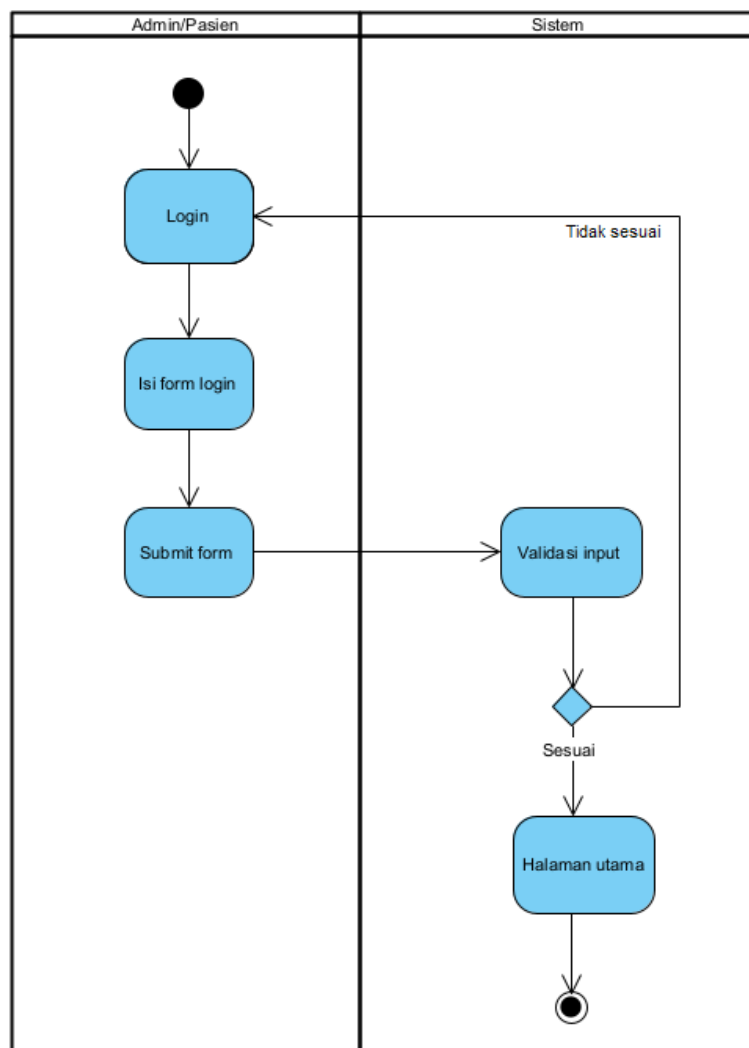 Admin/Pasien
Sistem
Login
Tidak sesuai
Isi form login
Submit form
Validasi input
Sesuai
Halaman utama